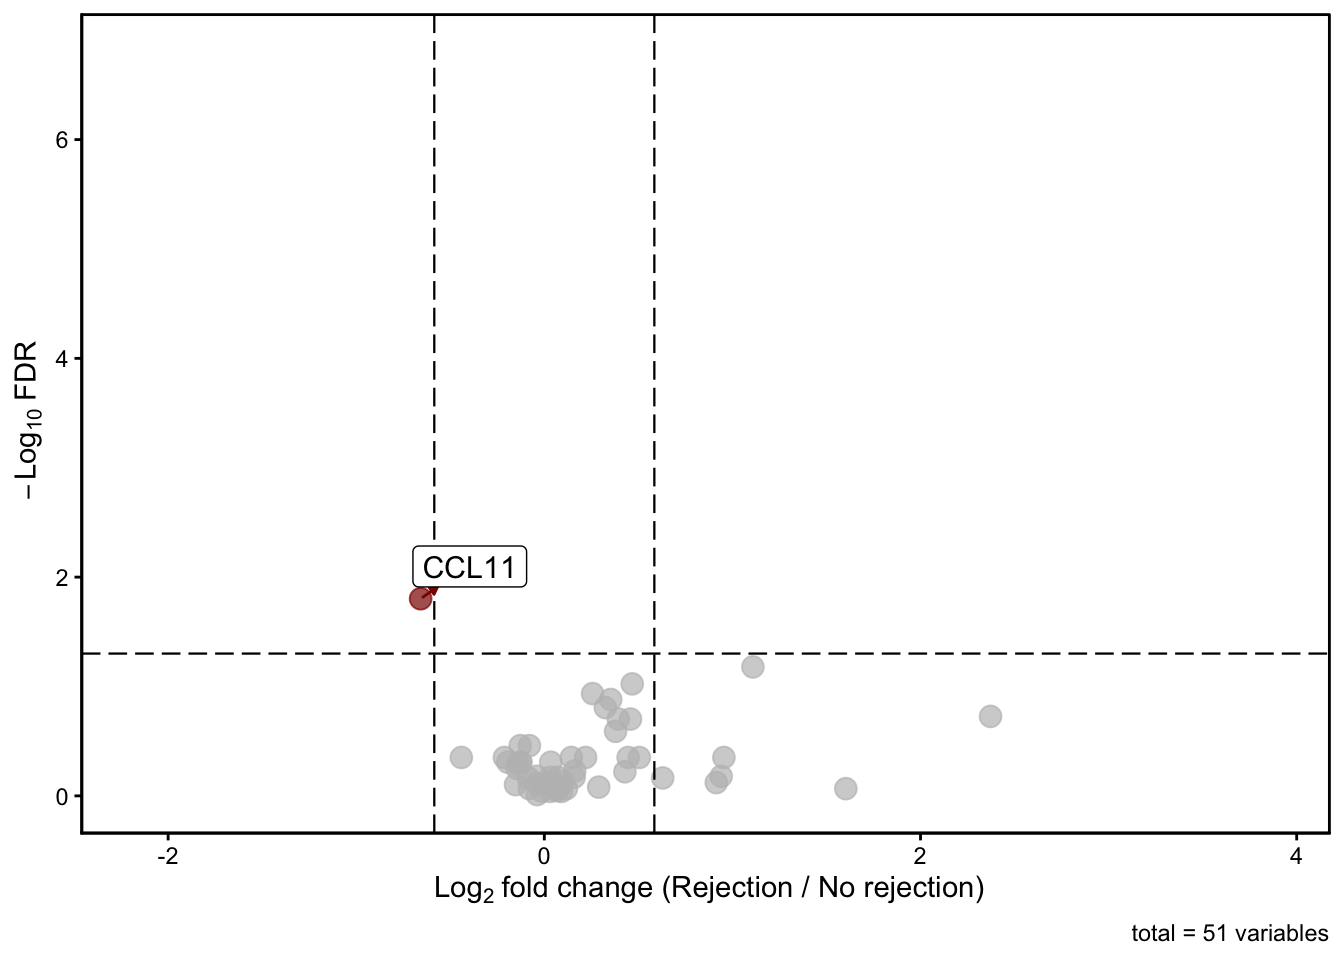 − Log10 FDR
6
4
2
0
CCL11
-2 0 2 4
Log2 fold change (Rejection / No rejection)
total = 51 variables